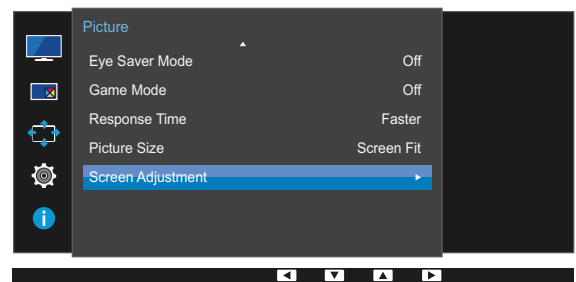 Picture
Eye Saver Mode Off
Game Mode Off
Response Time Faster
Picture Size Screen Fit
Screen Adjustment